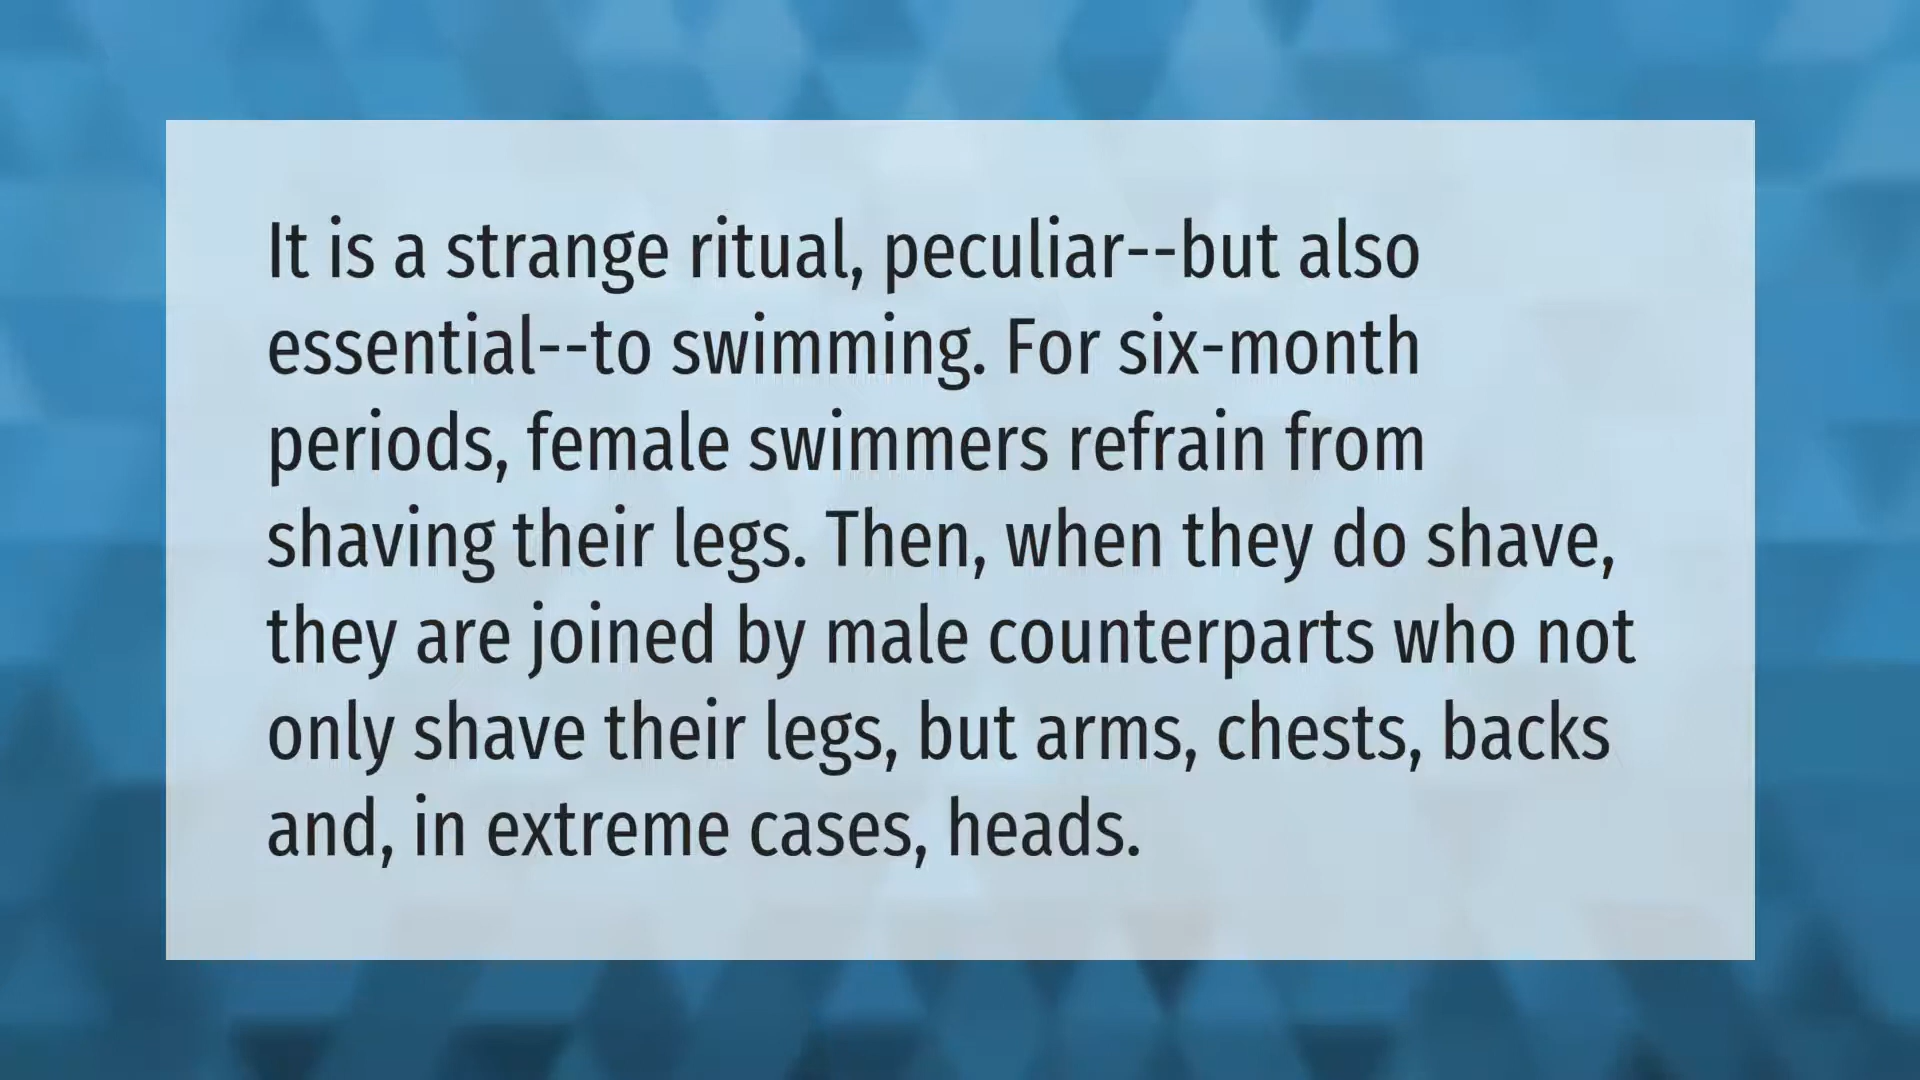 It is a strange ritual, peculiar--but also
essential--to swimming. For six-month
periods, female swimmers refrain from
shaving their legs. Then, when they do shave,
they are joined by male counterparts who not
only shave their legs, but arms, chests, backs
and, in extreme cases, heads.